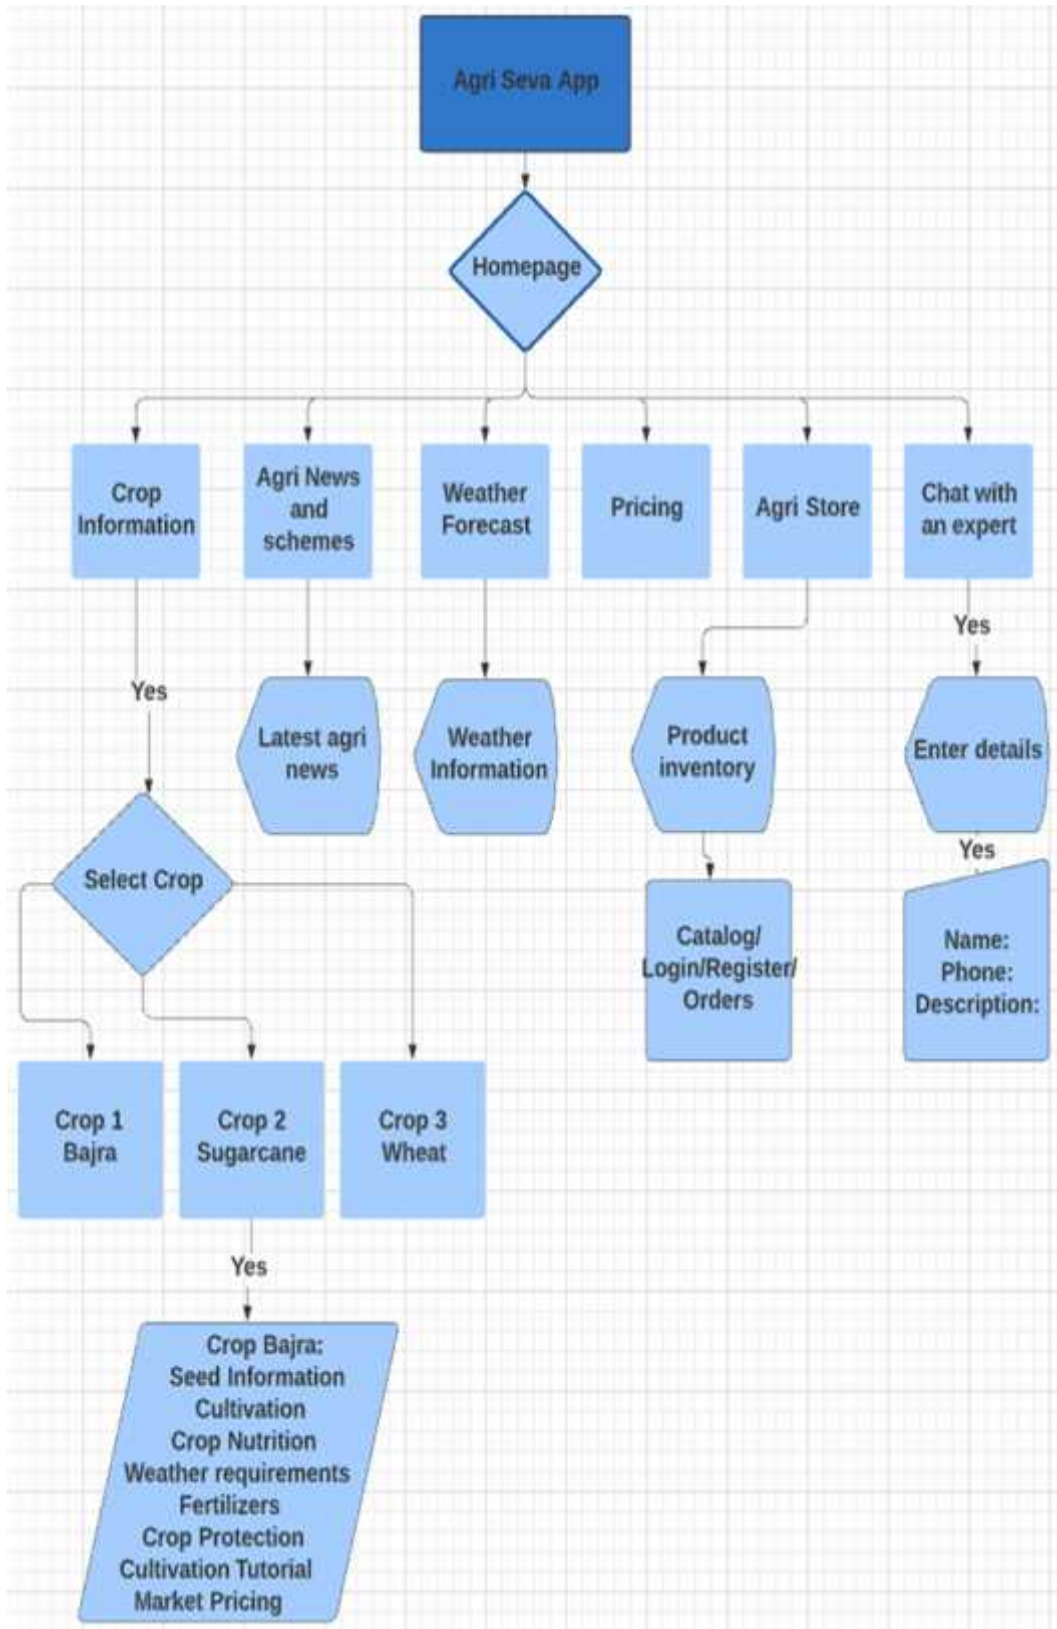 Agri Seva App
Homepage
Crop
Information
Agri News
and
schemes
Weather
Forecast
Pricing
Agri Store
Chat with
an expert
Yes
Yes
Latest agri
news
Weather
Information
Product
inventory
Enter details
Yes
Select Crop
Catalog/
Login/Register/
Orders
Name:
Phone:
Description:
Crop 1
Bajra
Crop 2
Sugarcane
Crop 3
Wheat
Yes
Crop Bajra:
Seed Information
Cultivation
Crop Nutrition
Weather requirements
Fertilizers
Crop Protection
Cultivation Tutorial
Market Pricing